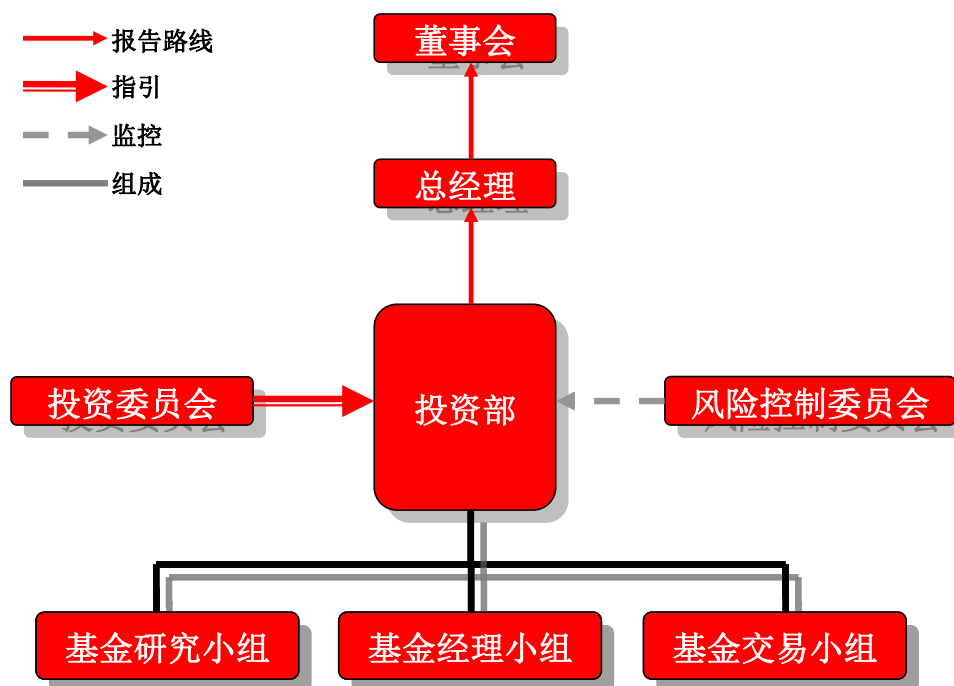 报告路线
指引
监控
组成
董事会
总经理
投资委员会
投资部
风险控制委员会
基金研究小组
基金经理小组
基金交易小组